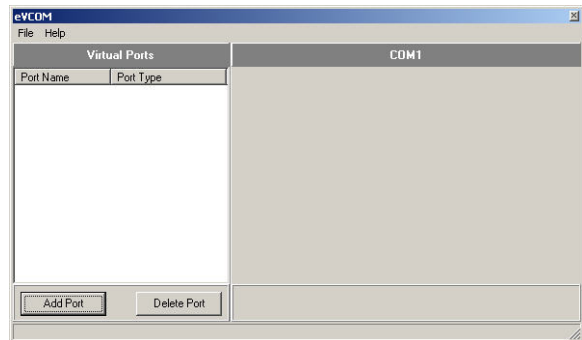 eVCOM
File Help
Virtual Ports
COM1
Port Name Port Type
Add Port
Delete Port